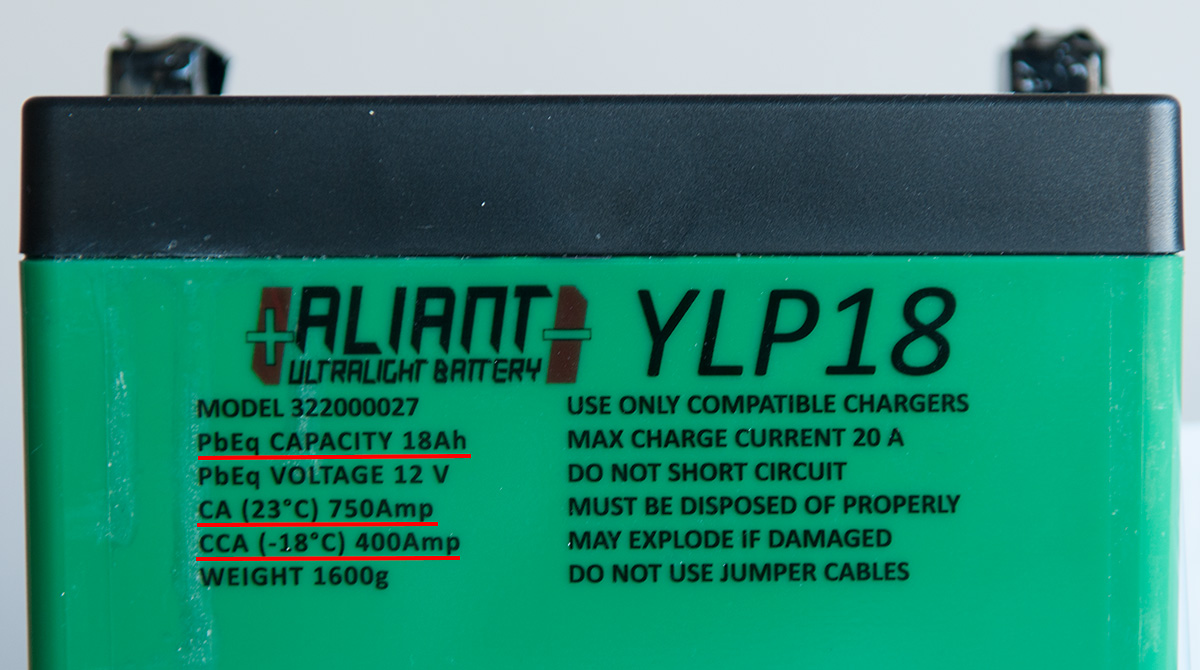 ALIANT
ULTRALIGHT BATTERY
YLP18
MODEL 322000027
PbEq CAPACITY 18Ah
PbEq VOLTAGE 12 V
CA (23°C) 750Amp
CCA (-18°C) 400Amp
WEIGHT 1600g
USE ONLY COMPATIBLE CHARGERS
MAX CHARGE CURRENT 20 A
DO NOT SHORT CIRCUIT
MUST BE DISPOSED OF PROPERLY
MAY EXPLODE IF DAMAGED
DO NOT USE JUMPER CABLES